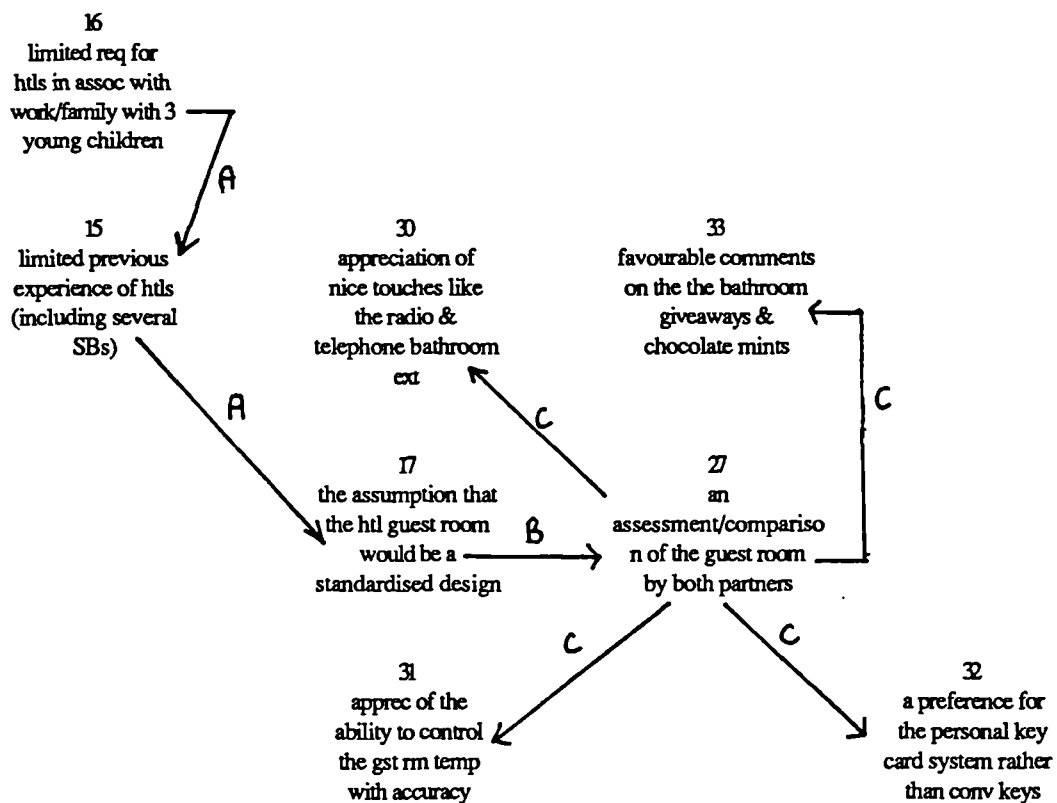 16
limited req for
htls in assoc with
work/family with 3
young children
A
15
limited previous
experience of htls
(including several
SBs)
30
appreciation of
nice touches like
the radio &
telephone bathroom
ext
33
favourable comments
on the the bathroom
giveaways &
chocolate mints
A
C
C
17
the assumption that
the htl guest room
would be a
standardised design
B
27
an
assessment/compariso
n of the guest room
by both partners
C
C
31
apprec of the
ability to control
the gst rm temp
with accuracy
32
a preference for
the personal key
card system rather
than conv keys